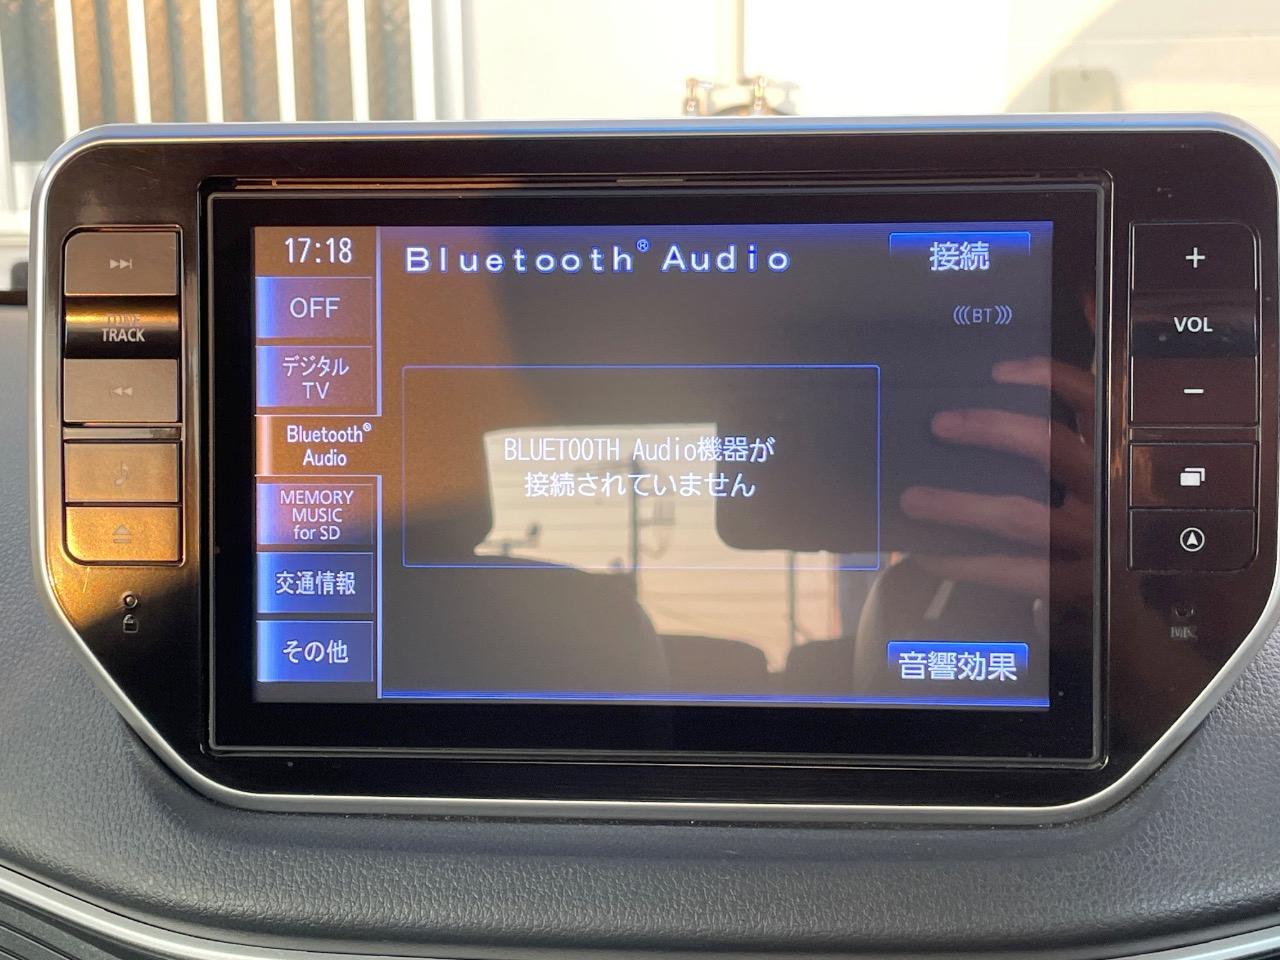 17:18
Bluetooth® Audio
接続
OFF
BT
デジタル
TV
Bluetooth®
Audio
BLUETOOTH Audio機器が
接続されていません
MEMORY
MUSIC
for SD
交通情報
その他
音響効果
TUNE
TRACK
+
VOL
−
MIC